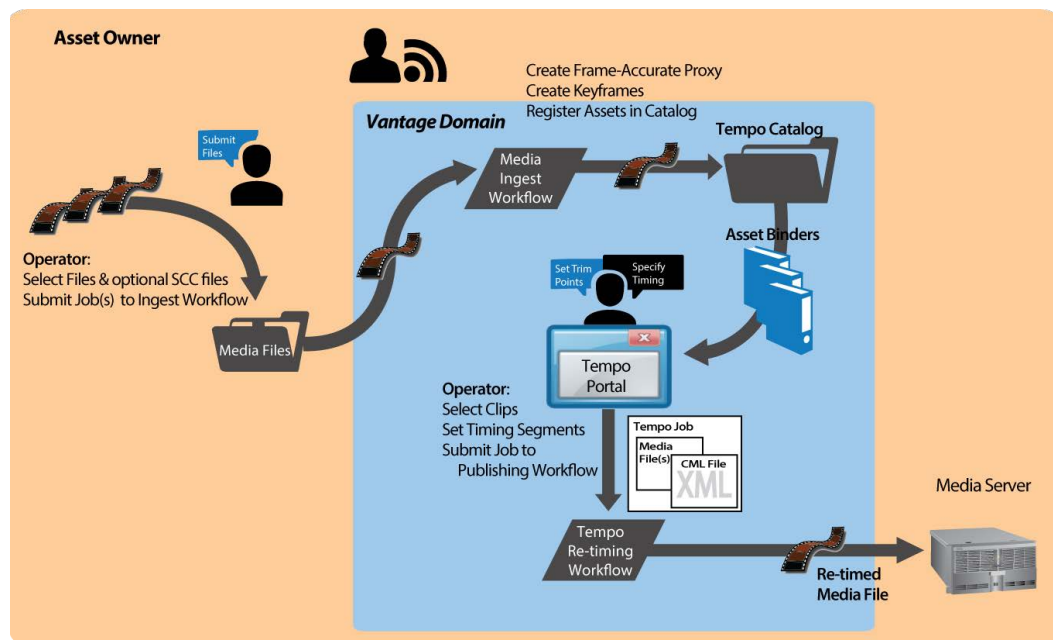 Asset Owner
Create Frame-Accurate Proxy
Create Keyframes
Register Assets in Catalog
Vantage Domain
Tempo Catalog
Submit
Files
Media
Ingest
Workflow
Asset Binders
Operator:
Select Files & optional SCC files
Submit Job(s) to Ingest Workflow
Set Trim
Points
Specify
Timing
Media Files
Tempo
Portal
Operator:
Select Clips
Set Timing Segments
Submit Job to
Publishing Workflow
Tempo Job
Media
File(s)
CML File
XML
Media Server
Tempo
Re-timing
Workflow
Re-timed
Media File